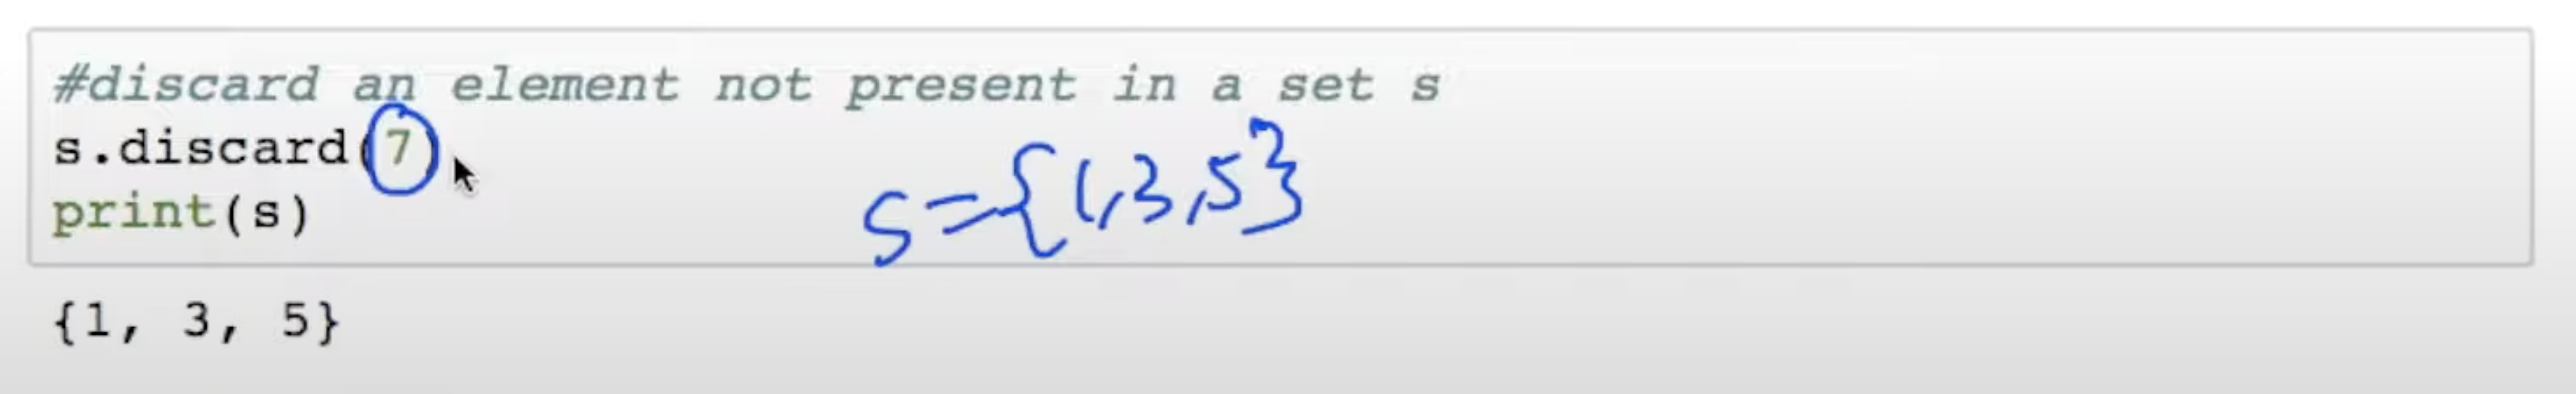 #discard an element not present in a set s
s.discard(7)
print(s)
s={1,3,5}
{1, 3, 5}